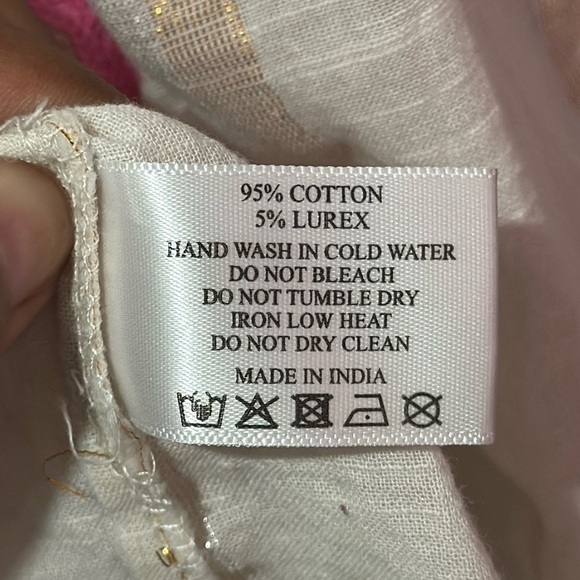 95% COTTON
5% LUREX
HAND WASH IN COLD WATER
DO NOT BLEACH
DO NOT TUMBLE DRY
IRON LOW HEAT
DO NOT DRY CLEAN
MADE IN INDIA